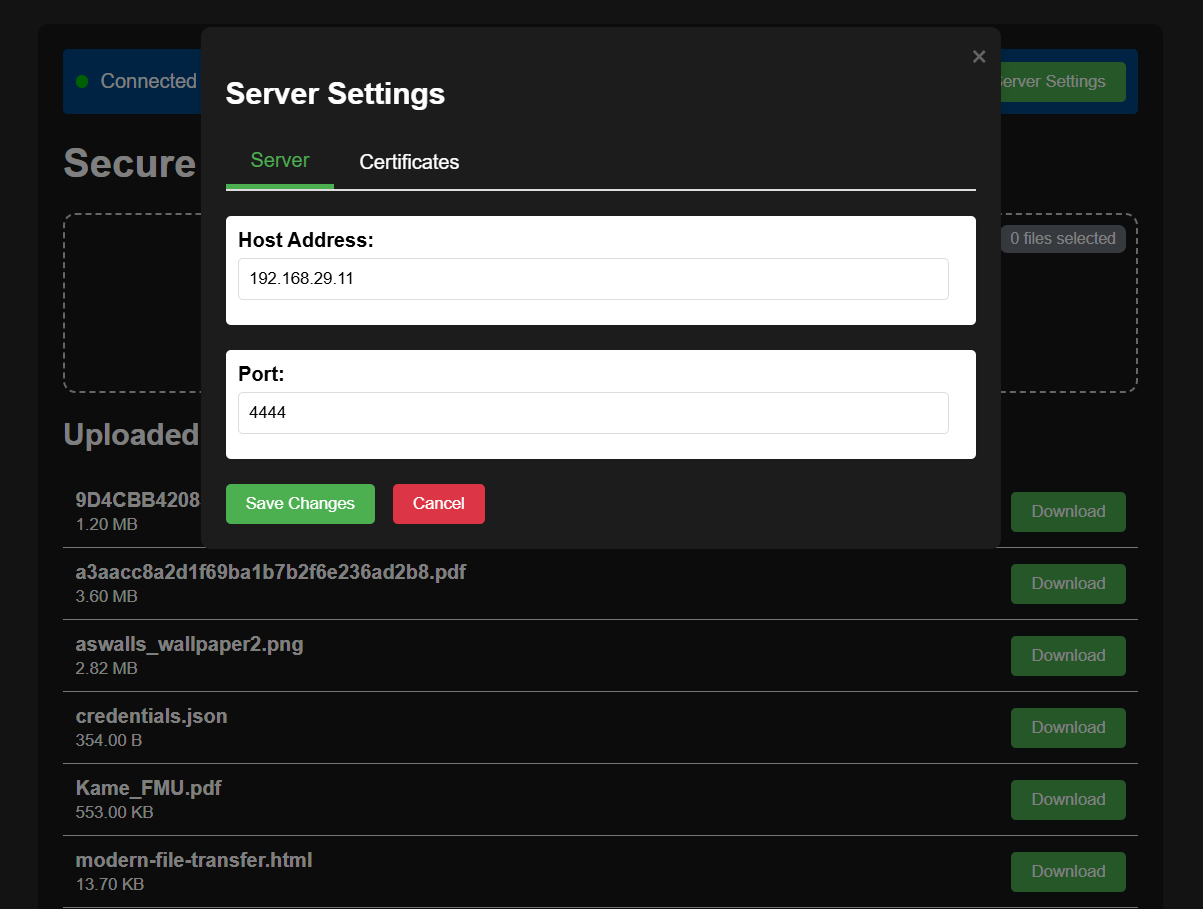 Connected
×
Server Settings
erver Settings
Secure
Server
Certificates
0 files selected
Host Address:
192.168.29.11
Port:
4444
Uploaded
Save Changes
Cancel
9D4CBB4208
1.20 MB
Download
a3aacc8a2d1f69ba1b7b2f6e236ad2b8.pdf
3.60 MB
Download
aswalls_wallpaper2.png
2.82 MB
Download
credentials.json
354.00 B
Download
Kame_FMU.pdf
553.00 KB
Download
modern-file-transfer.html
13.70 KB
Download